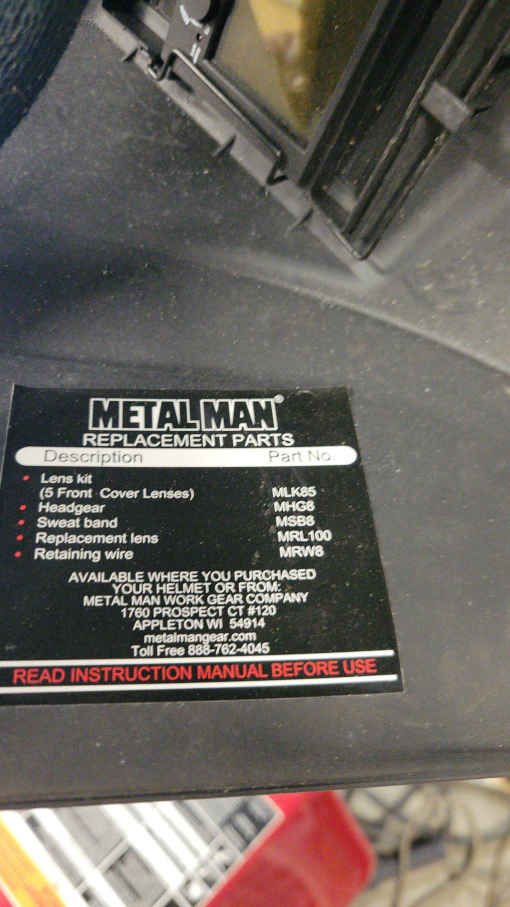 METAL MAN®
REPLACEMENT PARTS
Description Part No.
• Lens kit
(5 Front Cover Lenses) MLK85
• Headgear MHG8
• Sweat band MSB8
• Replacement lens MRL100
• Retaining wire MRW8
AVAILABLE WHERE YOU PURCHASED
YOUR HELMET OR FROM:
METAL MAN WORK GEAR COMPANY
1760 PROSPECT CT #120
APPLETON WI 54914
metalmangear.com
Toll Free 888-762-4045
READ INSTRUCTION MANUAL BEFORE USE